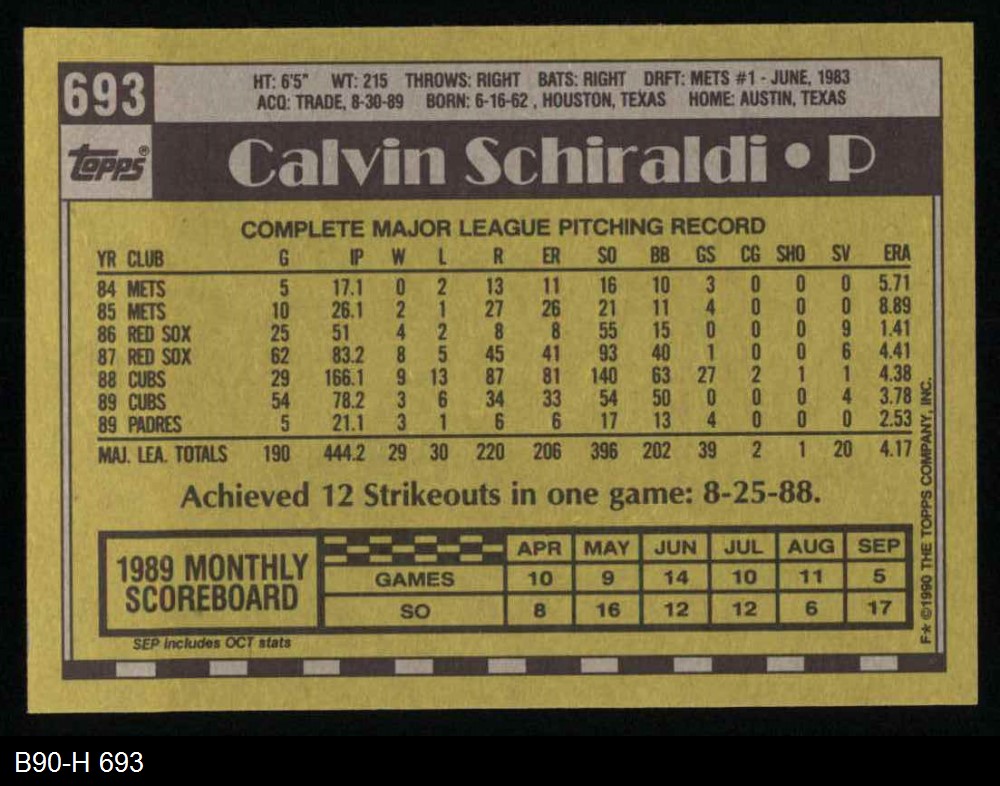 693
HT: 6'5" WT: 215 THROWS: RIGHT BATS: RIGHT DRFT: METS #1 - JUNE, 1983
ACQ: TRADE, 8-30-89 BORN: 6-16-62 , HOUSTON, TEXAS HOME: AUSTIN, TEXAS
Topps®
Calvin Schiraldi • P
COMPLETE MAJOR LEAGUE PITCHING RECORD
YR CLUB G IP W L R ER SO BB GS CG SHO SV ERA
84 METS 5 17.1 0 2 13 11 16 10 3 0 0 0 5.71
85 METS 10 26.1 2 1 27 26 21 11 4 0 0 0 8.89
86 RED SOX 25 51 4 2 8 8 55 15 0 0 0 9 1.41
87 RED SOX 62 83.2 8 5 45 41 93 40 1 0 0 6 4.41
88 CUBS 29 166.1 9 13 87 81 140 63 27 2 1 1 4.38
89 CUBS 54 78.2 3 6 34 33 54 50 0 0 0 4 3.78
89 PADRES 5 21.1 3 1 6 6 17 13 4 0 0 0 2.53
MAJ. LEA. TOTALS 190 444.2 29 30 220 206 396 202 39 2 1 20 4.17
Achieved 12 Strikeouts in one game: 8-25-88.
1989 MONTHLY
SCOREBOARD
APR MAY JUN JUL AUG SEP
GAMES 10 9 14 10 11 5
SO 8 16 12 12 6 17
SEP includes OCT stats
F* ©1990 THE TOPPS COMPANY, INC.
B90-H 693